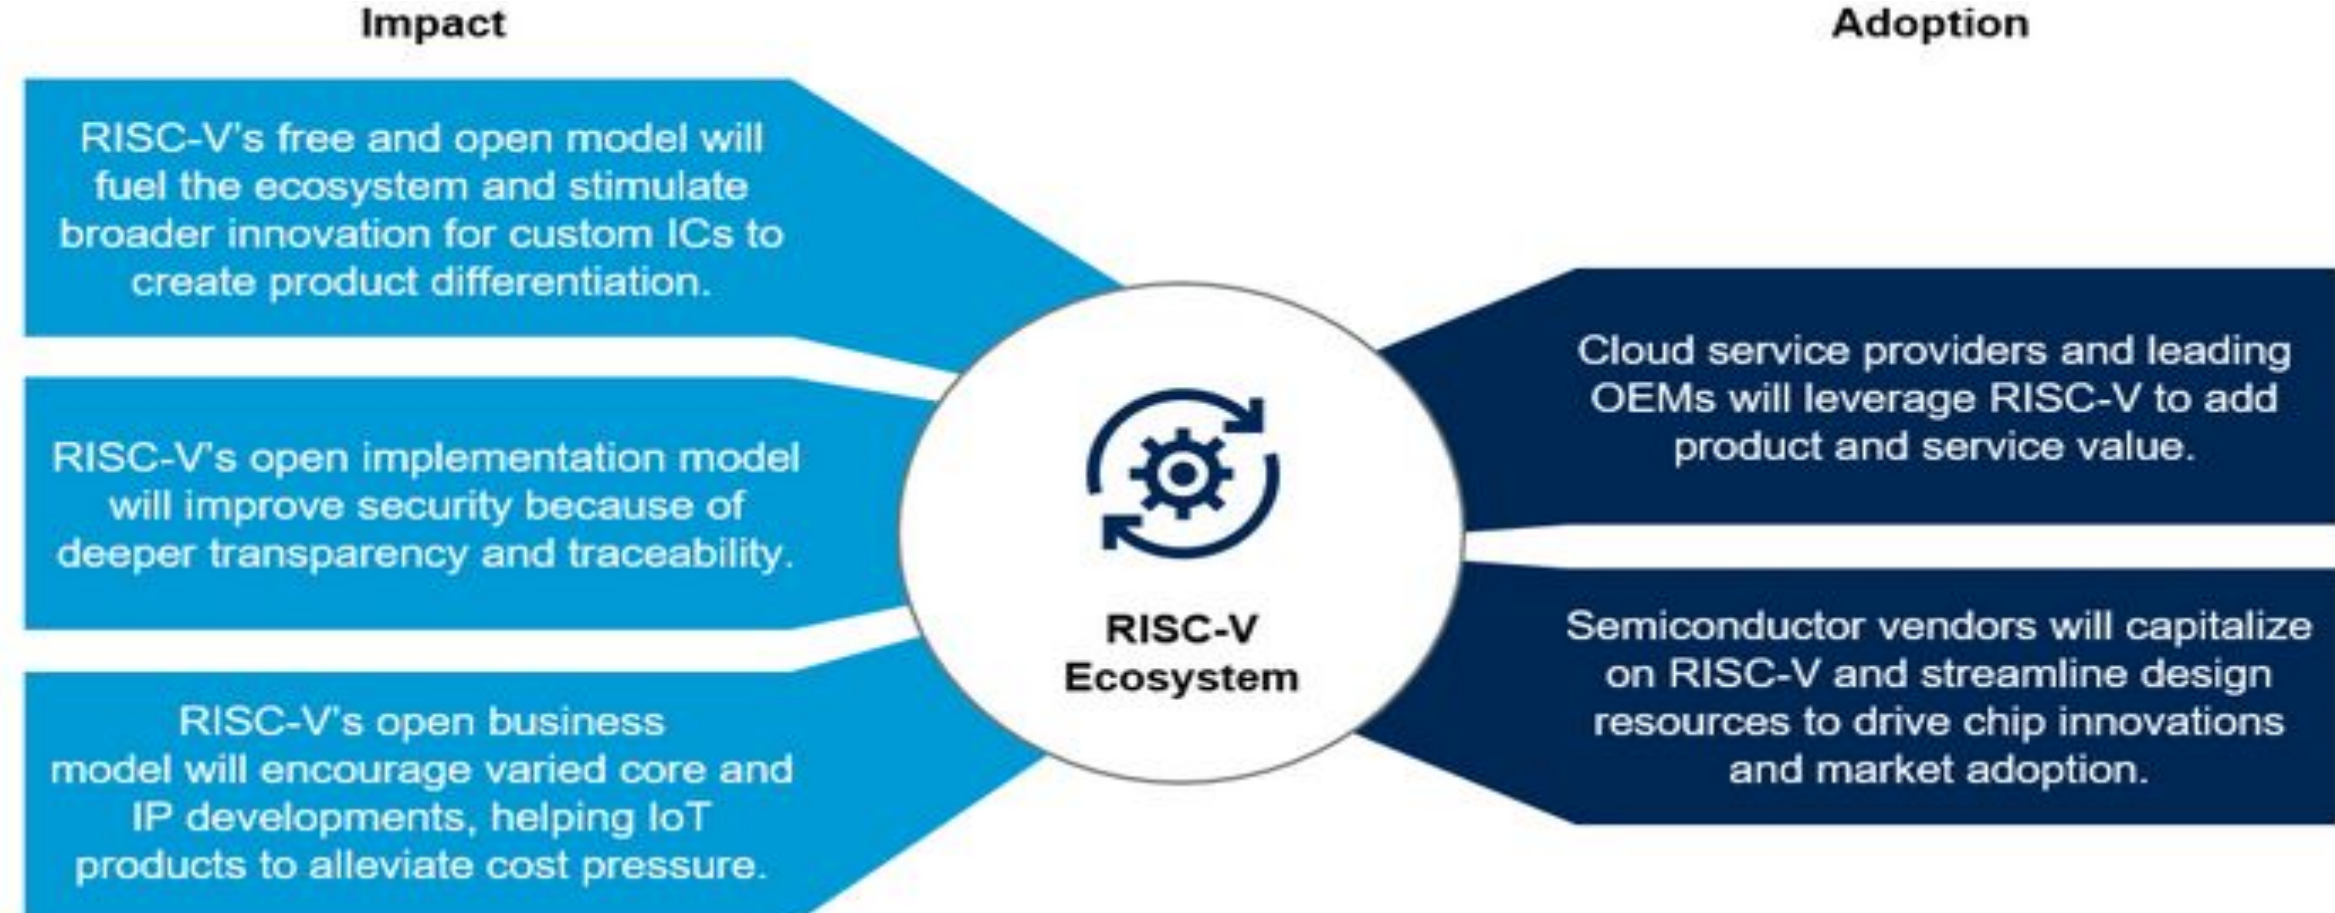 Impact
RISC-V’s free and open model will
fuel the ecosystem and stimulate
broader innovation for custom ICs to
create product differentiation.
RISC-V’s open implementation model
will improve security because of
deeper transparency and traceability.
RISC-V’s open business
model will encourage varied core and
IP developments, helping IoT
products to alleviate cost pressure.
RISC-V
Ecosystem
Adoption
Cloud service providers and leading
OEMs will leverage RISC-V to add
product and service value.
Semiconductor vendors will capitalize
on RISC-V and streamline design
resources to drive chip innovations
and market adoption.